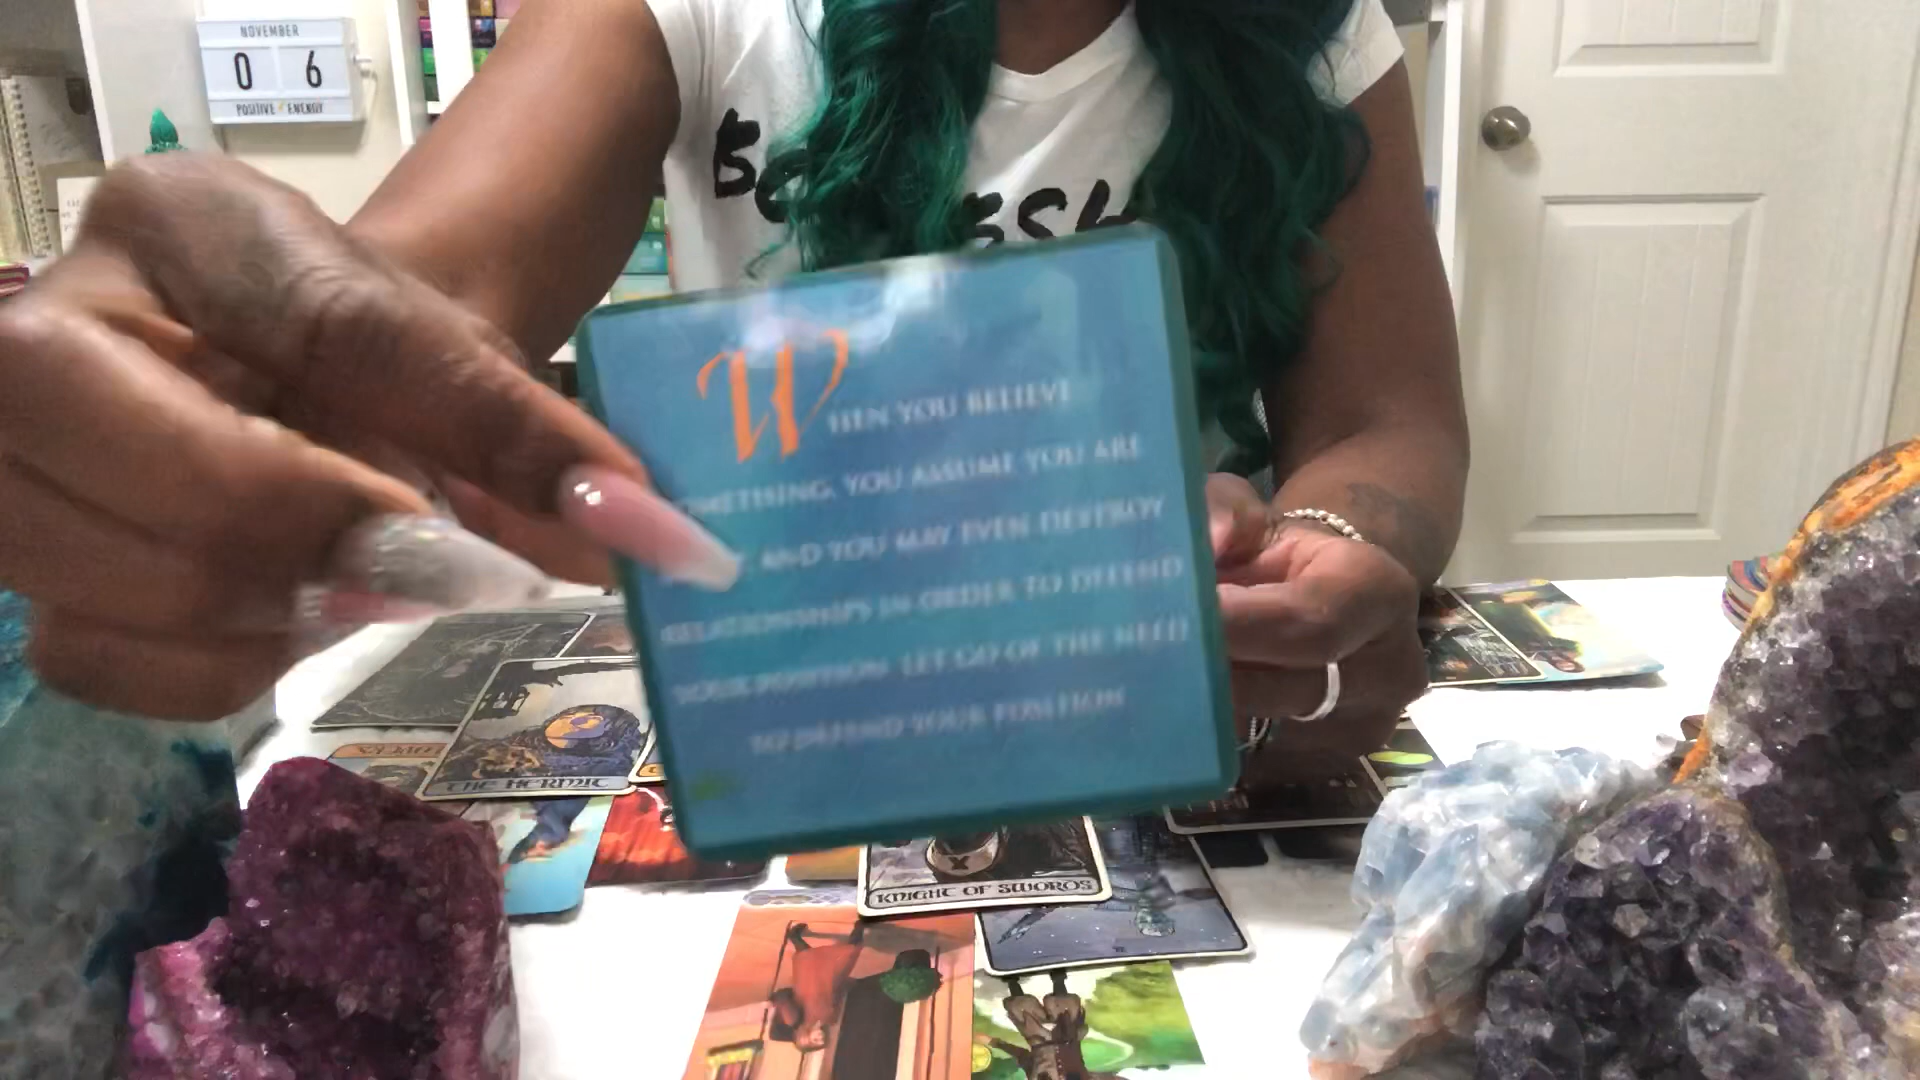 NOVEMBER
0 6
POSITIVE ENERGY
WHEN YOU BELIEVE
SOMETHING, YOU ASSUME YOU ARE
AND YOU MAY EVEN DESTROY
RELATIONSHIPS IN ORDER TO DEFEND
YOUR POSITION. LET GO OF THE NEED
TO DEFEND YOUR POSITION
THE HERMIT
KNIGHT OF SWORDS